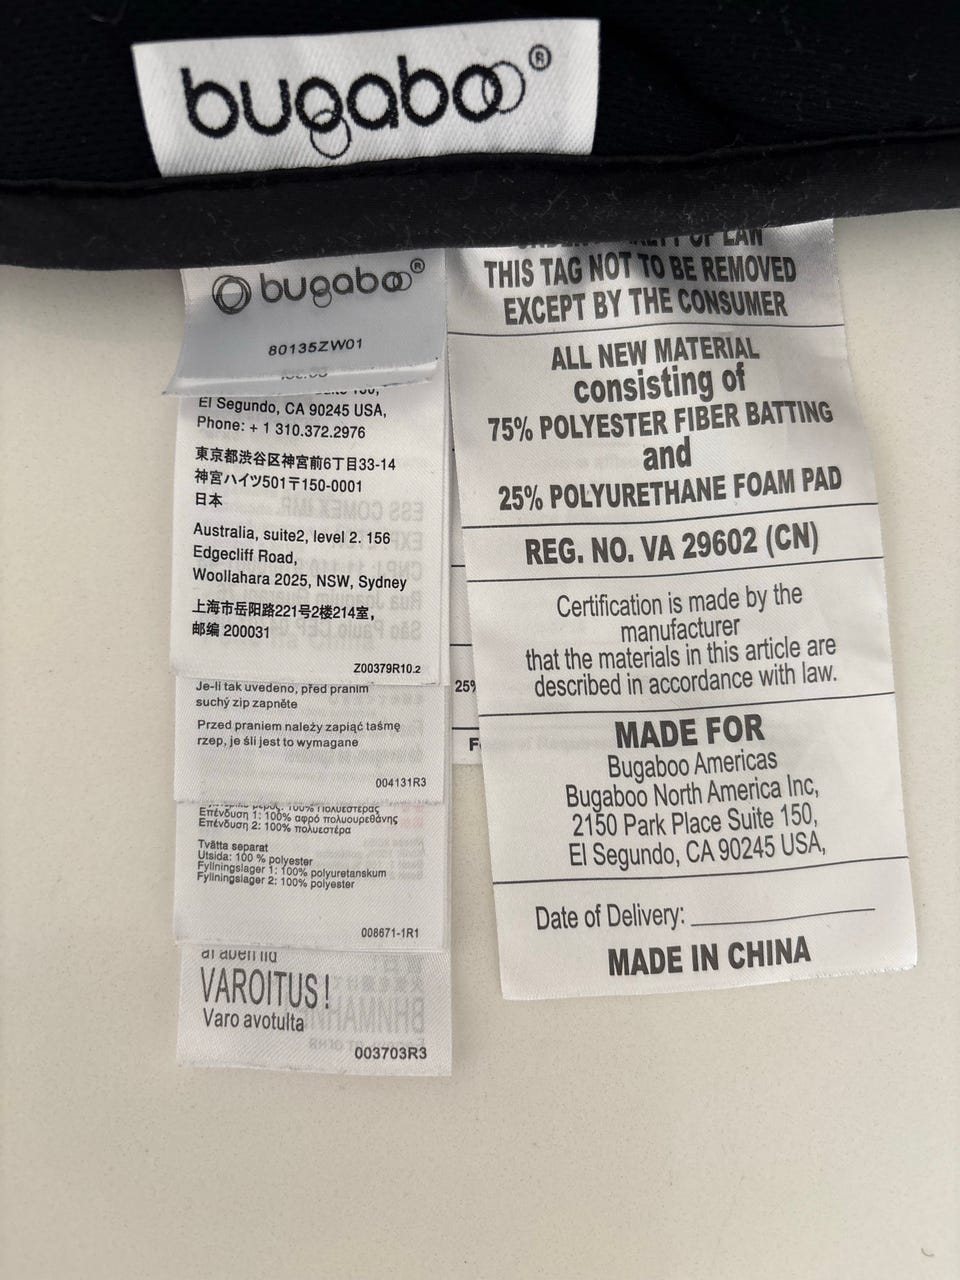 bugaboo®
bugaboo®
80135ZW01
El Segundo, CA 90245 USA,
Phone: + 1 310.372.2976
東京都渋谷区神宮前6丁目33-14
神宮ハイツ501〒150-0001
日本
Australia, suite2, level 2. 156
Edgecliff Road,
Woollahara 2025, NSW, Sydney
上海市岳阳路221号2楼214室，
邮编 200031
Z00379R10.2
Je-li tak uvedeno, před praním
suchý zip zapněte
Przed praniem należy zapiąć taśmę
rzep, je śli jest to wymagane
004131R3
100% Πολυεστέρας
Επένδυση 1: 100% αφρό πολυουρεθάνης
Επένδυση 2: 100% πολυεστέρα
Tvätta separat
Utsida: 100 % polyester
Fyllningslager 1: 100% polyuretanskum
Fyllningslager 2: 100% polyester
008671-1R1
VAROITUS!
Varo avotulta
003703R3
OF LAW
THIS TAG NOT TO BE REMOVED
EXCEPT BY THE CONSUMER
ALL NEW MATERIAL
consisting of
75% POLYESTER FIBER BATTING
and
25% POLYURETHANE FOAM PAD
REG. NO. VA 29602 (CN)
Certification is made by the
manufacturer
that the materials in this article are
described in accordance with law.
MADE FOR
Bugaboo Americas
Bugaboo North America Inc,
2150 Park Place Suite 150,
El Segundo, CA 90245 USA,
Date of Delivery:
MADE IN CHINA
25%